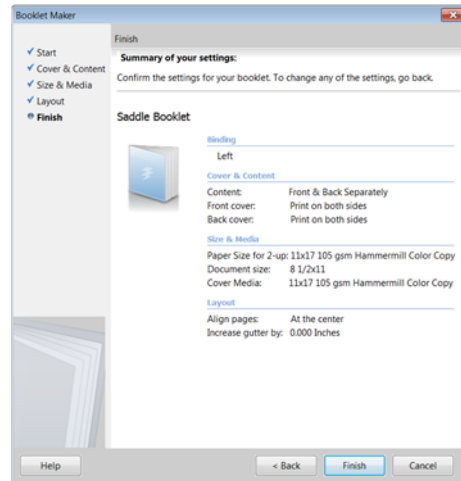 Booklet Maker
Start
Cover & Content
Size & Media
Layout
Finish
Finish
Summary of your settings:
Confirm the settings for your booklet. To change any of the settings, go back.
Saddle Booklet
Binding
Left
Cover & Content
Content: Front & Back Separately
Front cover: Print on both sides
Back cover: Print on both sides
Size & Media
Paper Size for 2-up: 11x17 105 gsm Hammermill Color Copy
Document size: 8 1/2x11
Cover Media: 11x17 105 gsm Hammermill Color Copy
Layout
Align pages: At the center
Increase gutter by: 0.000 Inches
Help
< Back
Finish
Cancel